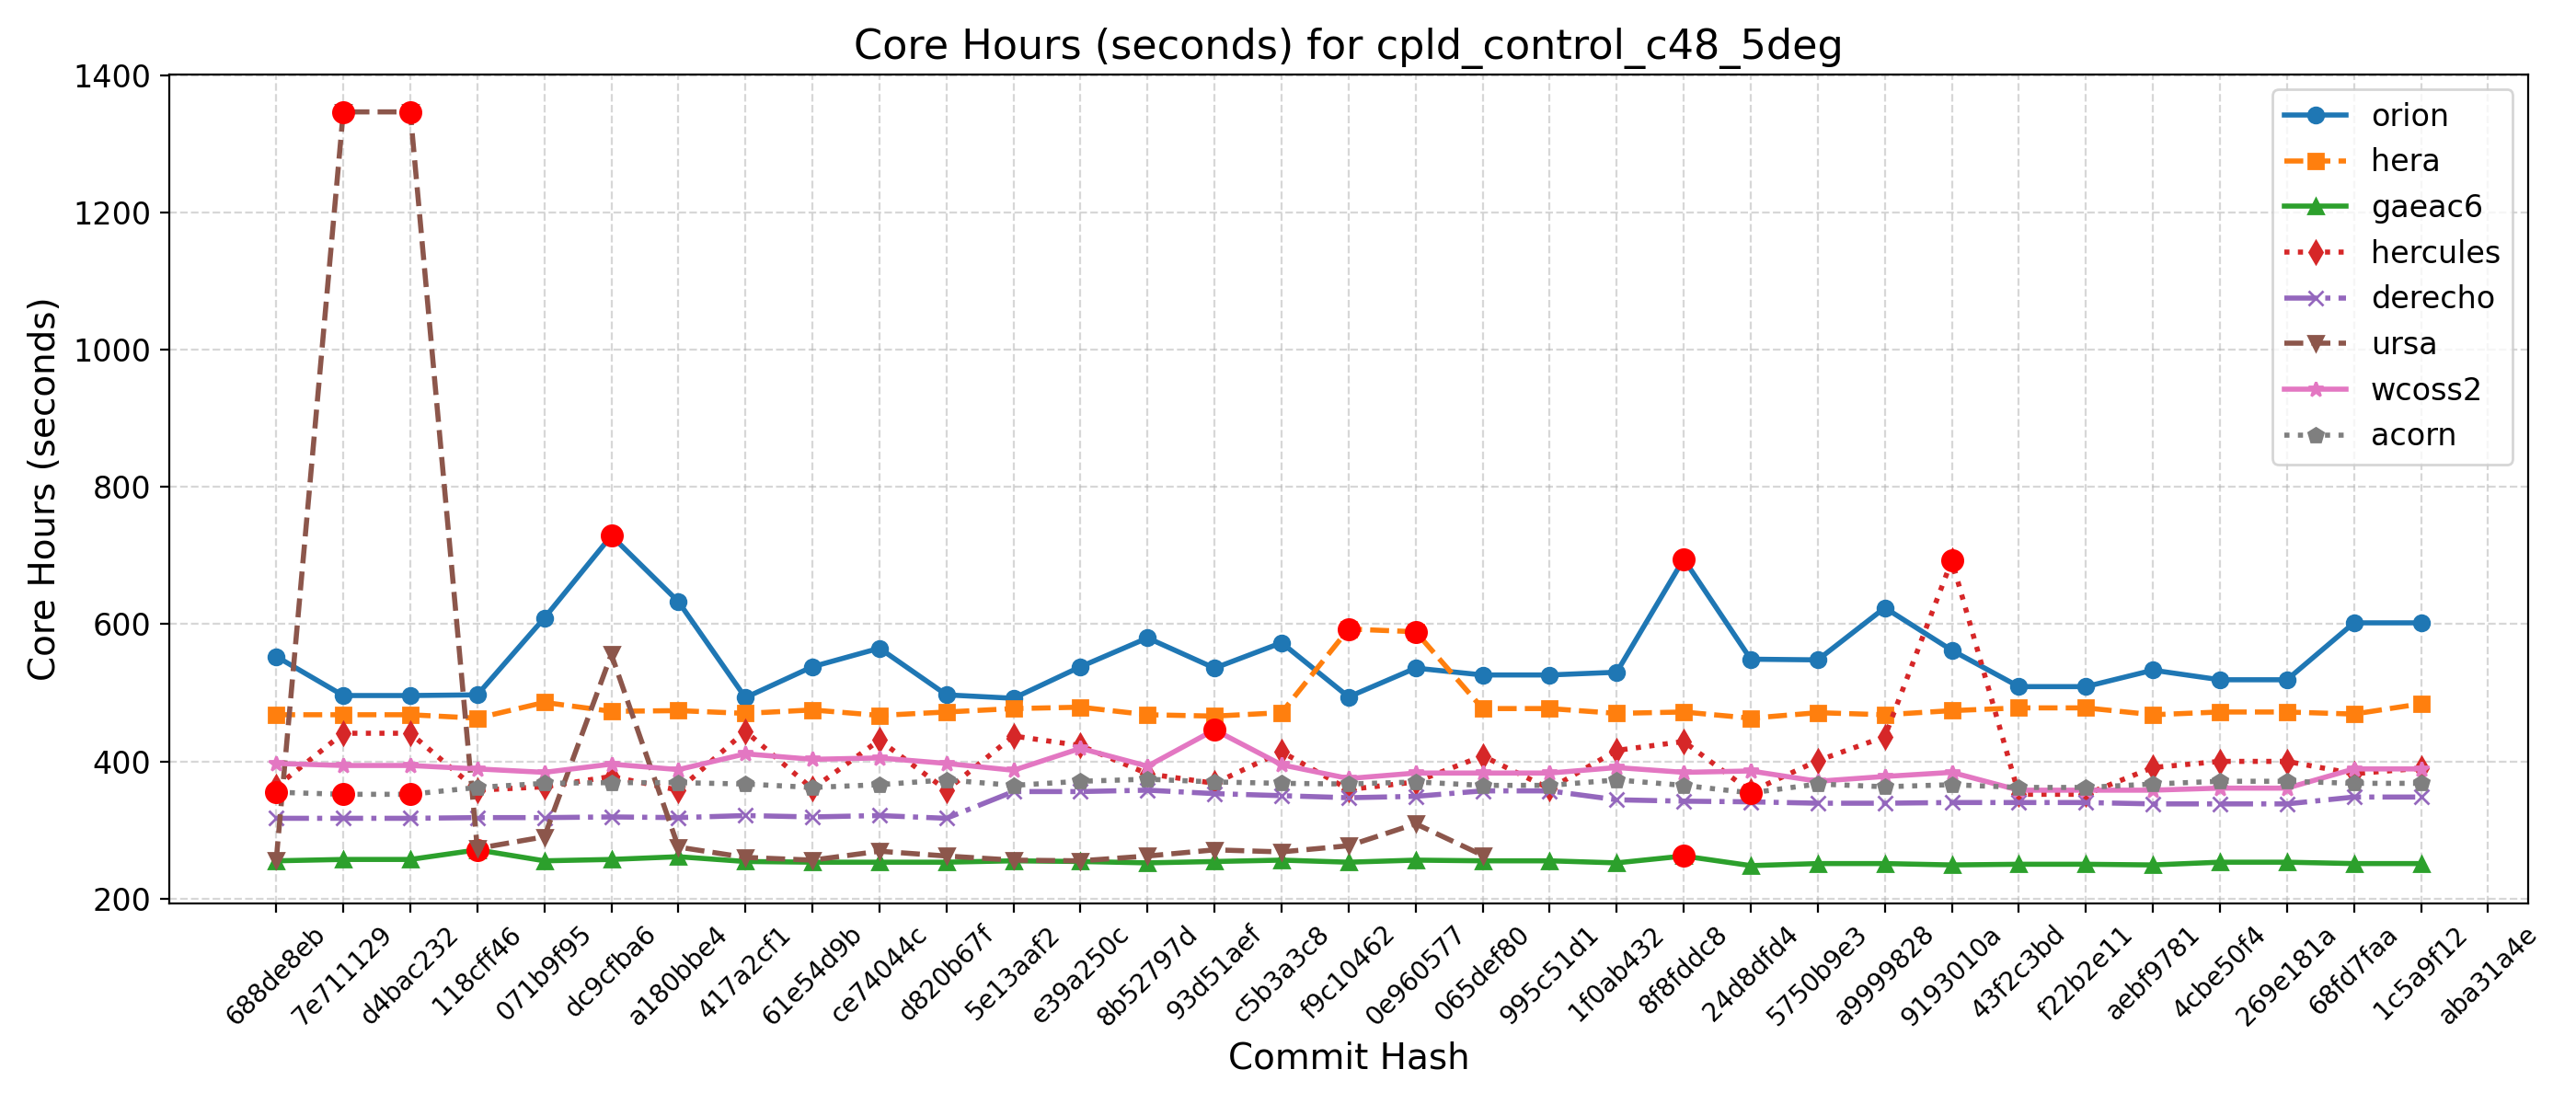 Core Hours (seconds) for cpld_control_c48_5deg
Core Hours (seconds)
1400
1200
1000
800
600
400
200
orion
hera
gaeac6
hercules
derecho
ursa
wcoss2
acorn
688de8eb
7e711129
d4bac232
118cff46
071b9f95
dc9cfba6
a180bbe4
417a2cf1
61e54d9b
ce74044c
d820b67f
5e13aaf2
e39a250c
8b52797d
93d51aef
c5b3a3c8
f9c10462
0e960577
065def80
995c51d1
1f0ab432
8f8fddc8
24d8dfd4
5750b9e3
a9999828
9193010a
43f2c3bd
f22b2e11
aebf9781
4cbe50f4
269e181a
68fd7faa
1c5a9f12
aba31a4e
Commit Hash